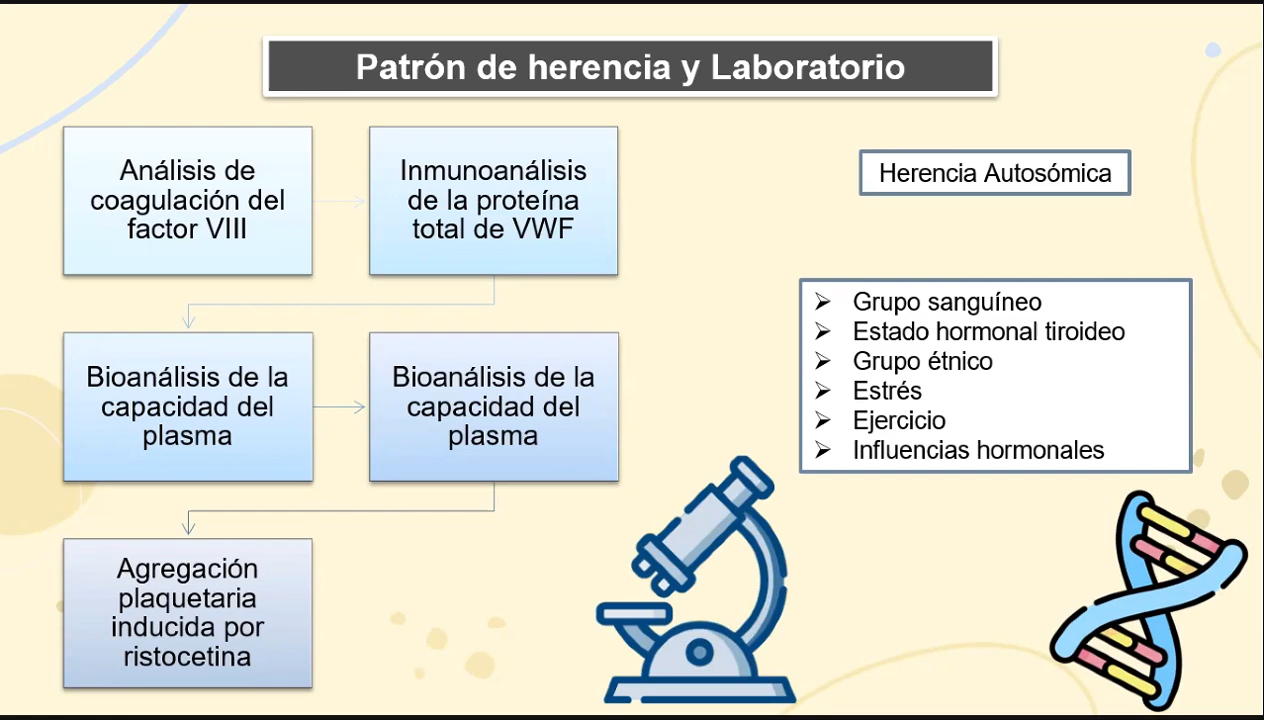 Patrón de herencia y Laboratorio
Análisis de
coagulación del
factor VIII
Inmunoanálisis
de la proteína
total de VWF
Bioanálisis de la
capacidad del
plasma
Bioanálisis de la
capacidad del
plasma
Agregación
plaquetaria
inducida por
ristocetina
Herencia Autosómica
Grupo sanguíneo
Estado hormonal tiroideo
Grupo étnico
Estrés
Ejercicio
Influencias hormonales